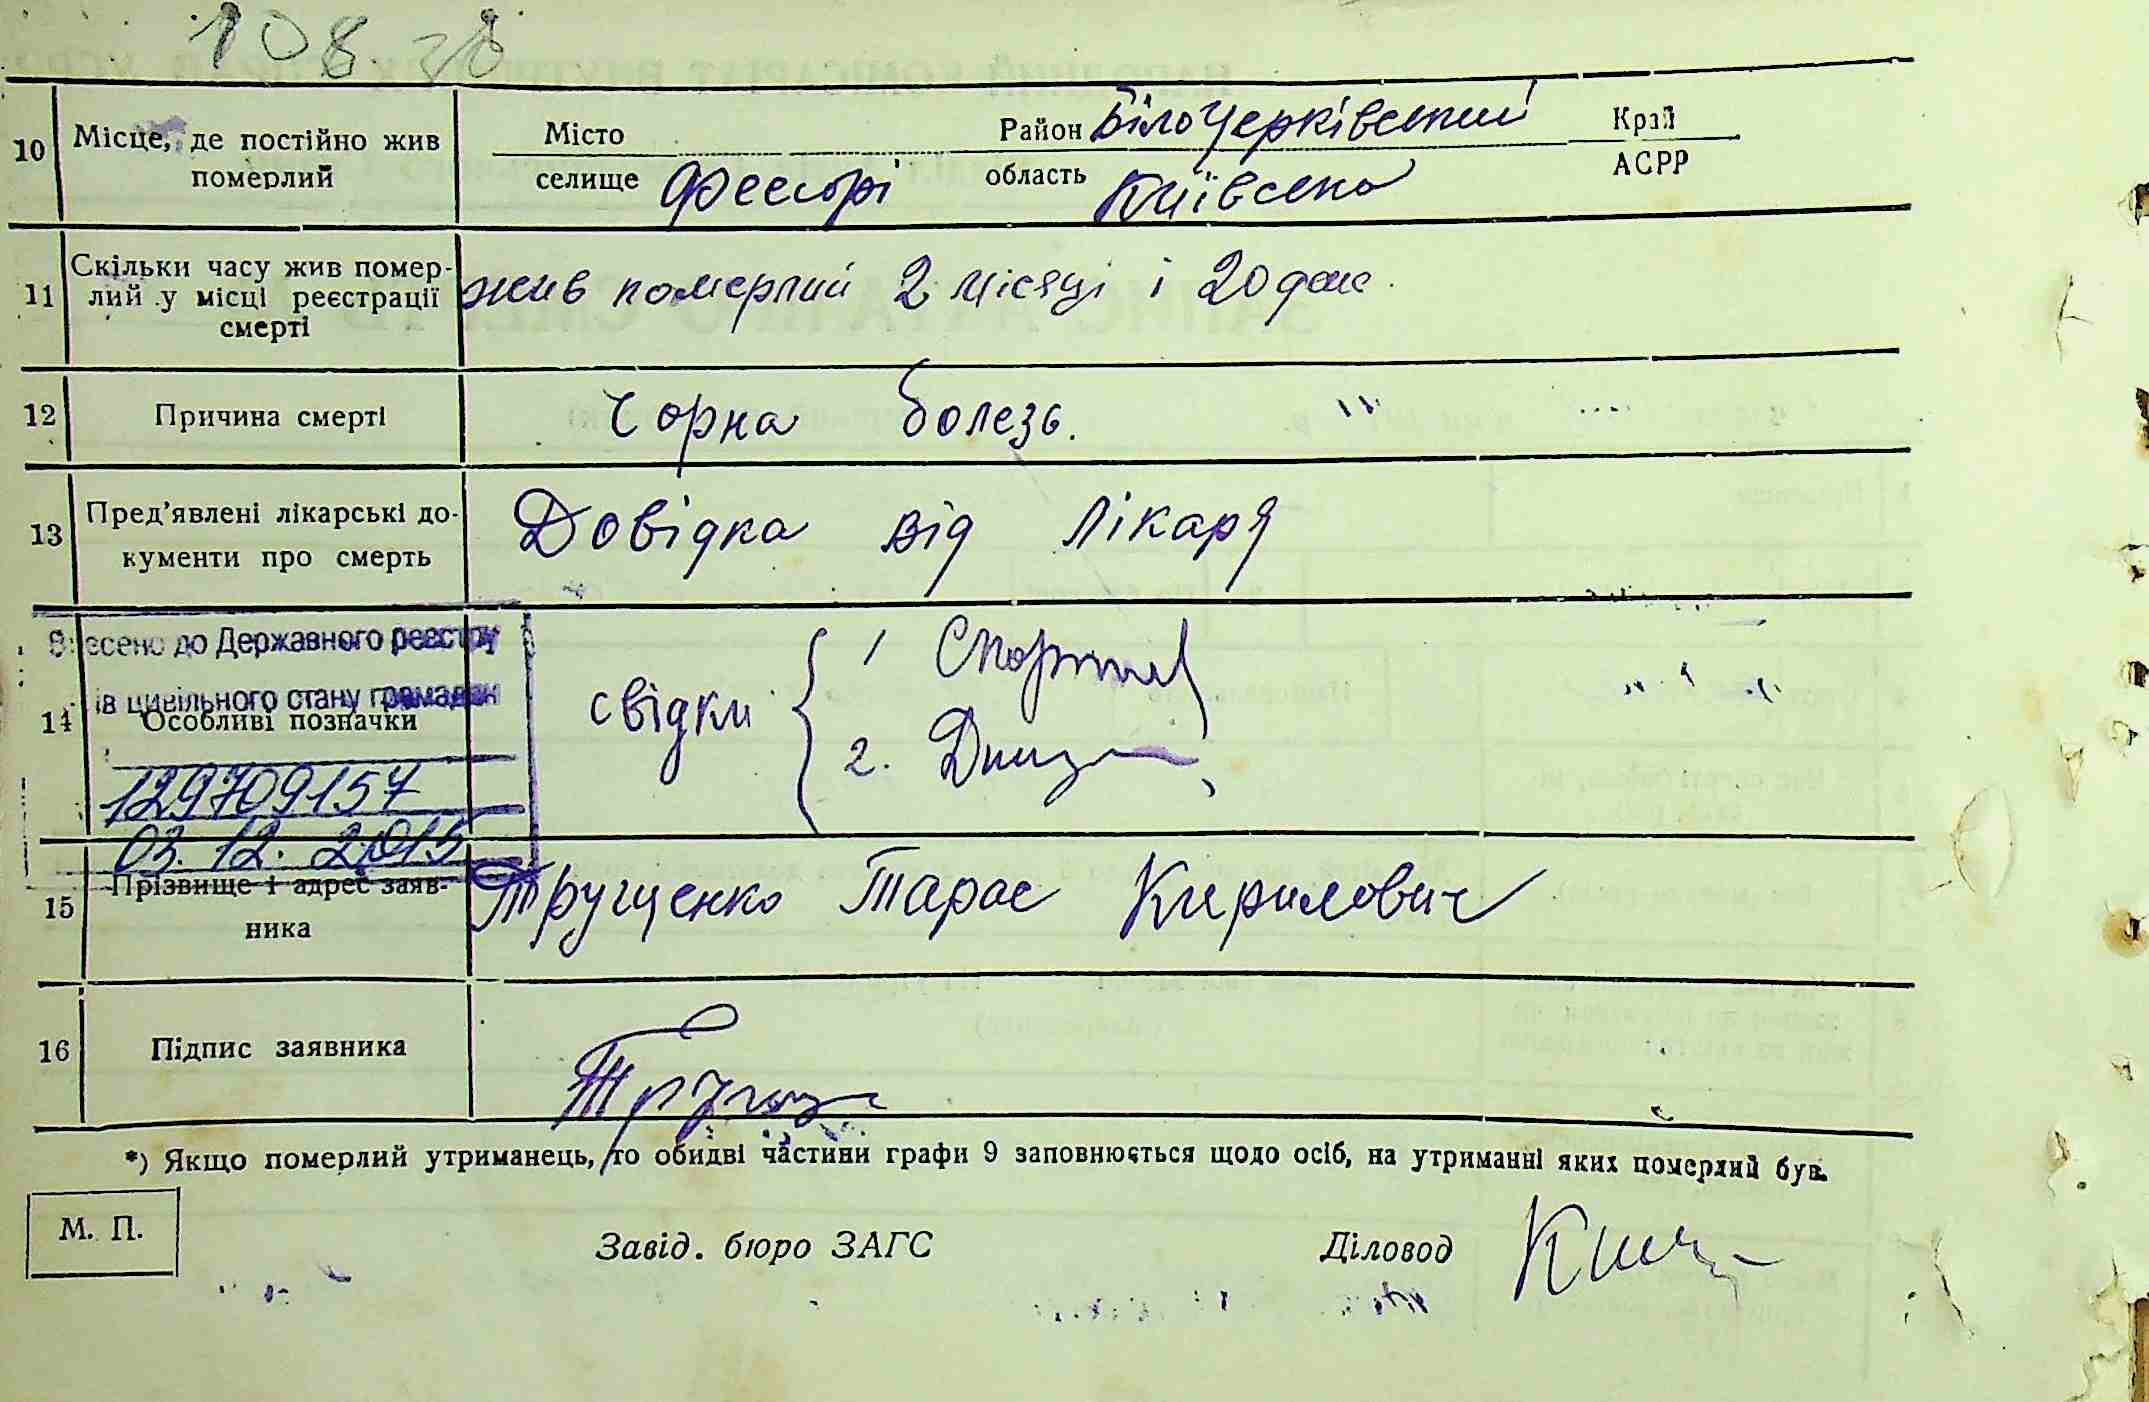 108
10 Місце, де постійно жив померлий
Місто селище Фесюрі Район Білоцерківський область Київська Край АСРР
11 Скільки часу жив померлий у місці реєстрації смерті
жив померлий 2 місяці і 20 днів.
12 Причина смерті
Чорна болезь.
13 Пред'явлені лікарські документи про смерть
Довідка від лікаря
Внесено до Державного реєстру
ів цивільного стану громадян
14 Особливі позначки
свідки { 1
2.
129709157
03.12.2015
15 Прізвище і адрес заявника
Трущенко Тарас Кирилович
16 Підпис заявника
*) Якщо померлий утриманець, то обидві частини графи 9 заповнюється щодо осіб, на утриманні яких померлий був.
М. П.
Завід. бюро ЗАГС
Діловод